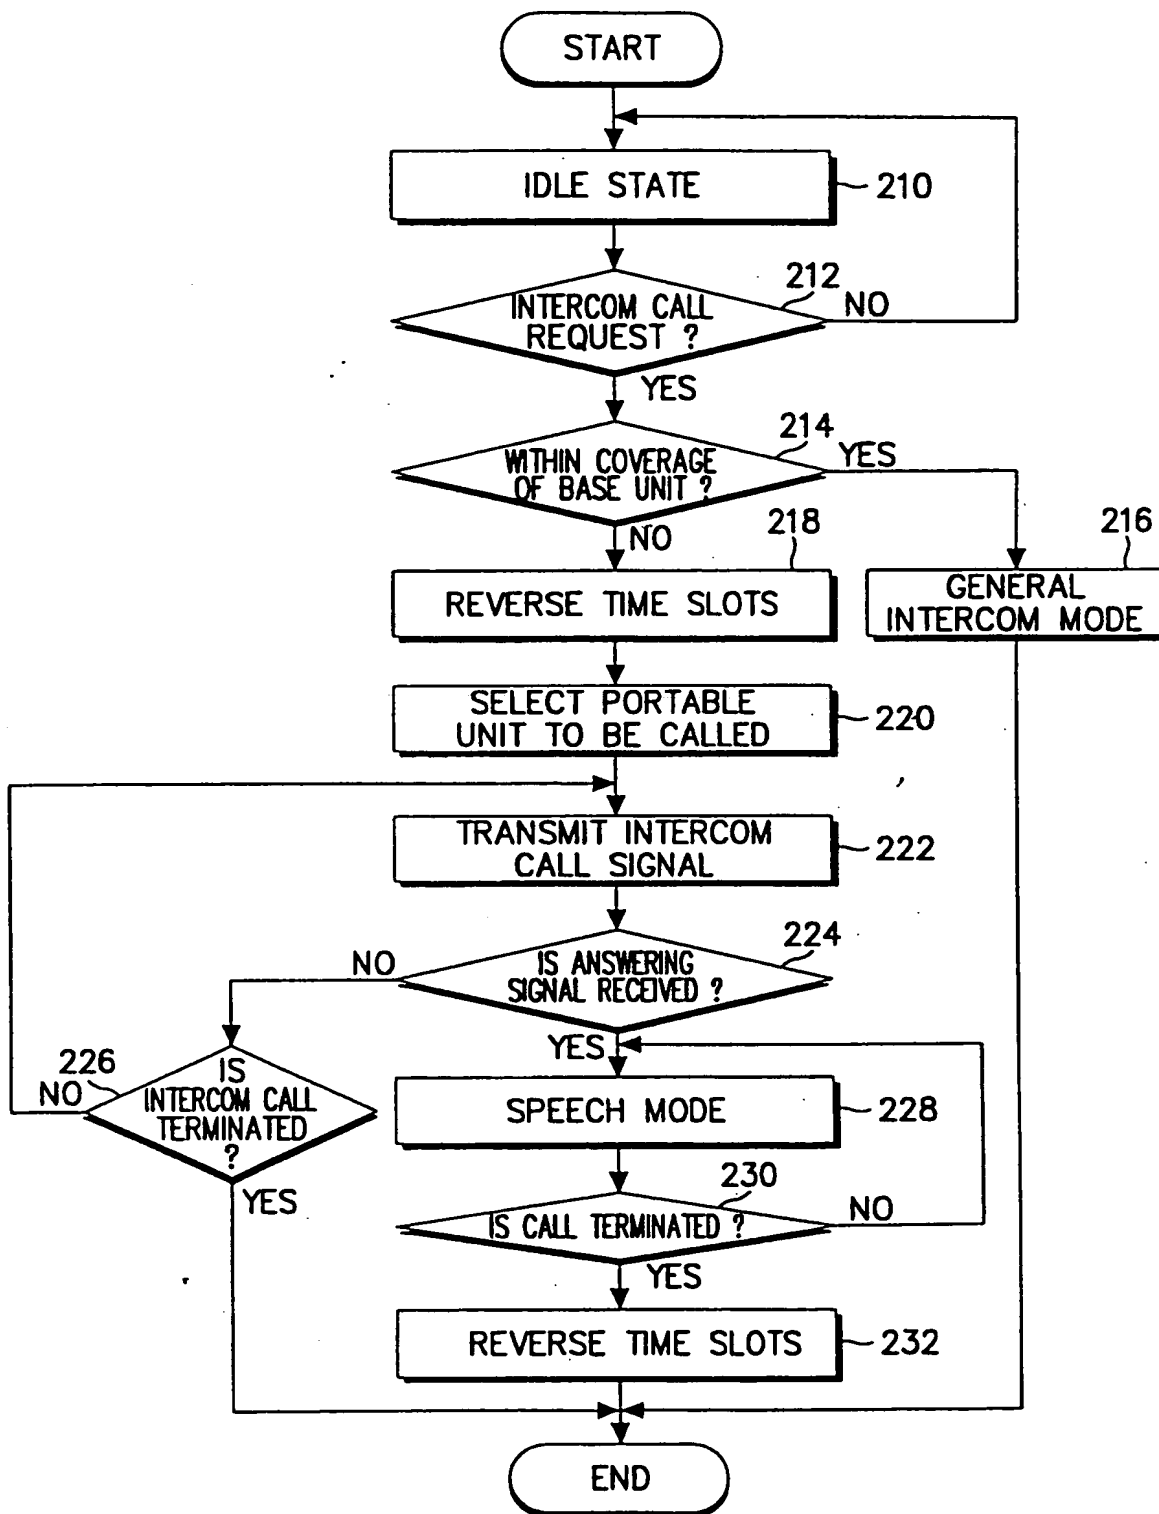 START
IDLE STATE
210
INTERCOM CALL
REQUEST ?
212
NO
YES
WITHIN COVERAGE
OF BASE UNIT ?
214
YES
NO
218
REVERSE TIME SLOTS
216
GENERAL
INTERCOM MODE
SELECT PORTABLE
UNIT TO BE CALLED
220
TRANSMIT INTERCOM
CALL SIGNAL
222
IS ANSWERING
SIGNAL RECEIVED ?
224
NO
YES
226
IS
INTERCOM CALL
TERMINATED
?
NO
YES
SPEECH MODE
228
230
IS CALL TERMINATED ?
NO
YES
REVERSE TIME SLOTS
232
END